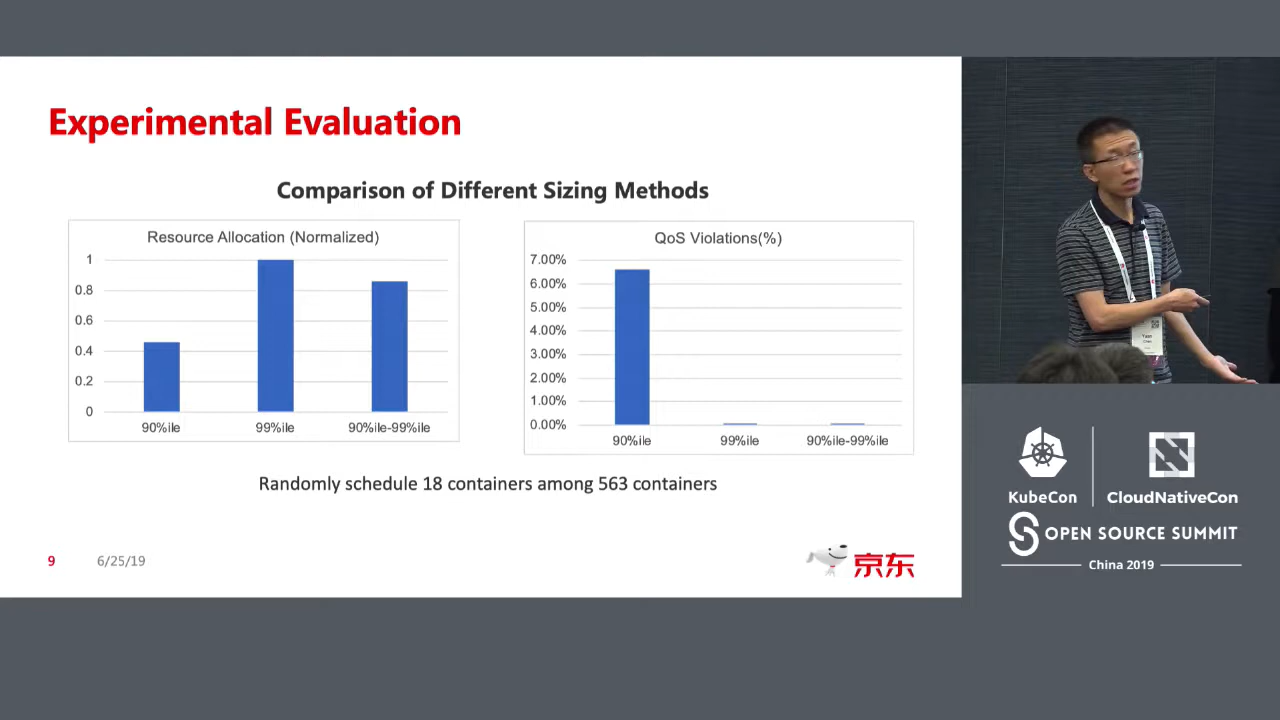 Experimental Evaluation
Comparison of Different Sizing Methods
Resource Allocation (Normalized)
1
0.8
0.6
0.4
0.2
0
90%ile 99%ile 90%ile-99%ile
QoS Violations(%)
7.00%
6.00%
5.00%
4.00%
3.00%
2.00%
1.00%
0.00%
90%ile 99%ile 90%ile-99%ile
Randomly schedule 18 containers among 563 containers
9 6/25/19
京东
Yuan
KubeCon CloudNativeCon
OPEN SOURCE SUMMIT
China 2019